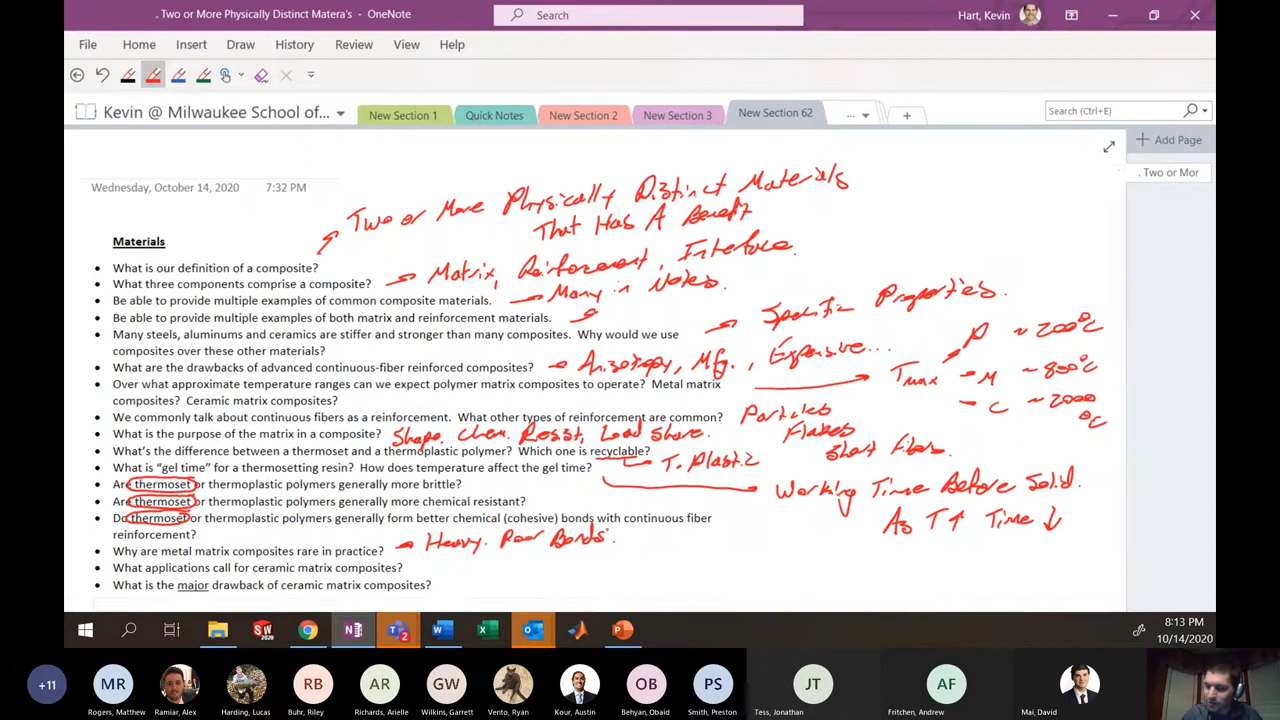 . Two or More Physically Distinct Matera's - OneNote
Search
Hart, Kevin
File Home Insert Draw History Review View Help
Kevin @ Milwaukee School of...
New Section 1
Quick Notes
New Section 2
New Section 3
New Section 62
...
Search (Ctrl+E)
Add Page
. Two or Mor
Wednesday, October 14, 2020 7:32 PM
Two or More Physically Distinct Materials
That Has A Benefit
Materials
• What is our definition of a composite?
• What three components comprise a composite?
Matrix, Reinforcement, Interface.
• Be able to provide multiple examples of common composite materials.
Many in Notes.
• Be able to provide multiple examples of both matrix and reinforcement materials.
• Many steels, aluminums and ceramics are stiffer and stronger than many composites. Why would we use
composites over these other materials?
Specific Properties.
• What are the drawbacks of advanced continuous-fiber reinforced composites?
Anisotropy, Mfg., Expensive...
• Over what approximate temperature ranges can we expect polymer matrix composites to operate? Metal matrix
composites? Ceramic matrix composites?
Tmax
P ~200°C
M ~800°C
C ~2000
°C
• We commonly talk about continuous fibers as a reinforcement. What other types of reinforcement are common?
Particles
Flakes
Short Fibers.
• What is the purpose of the matrix in a composite?
Shape. Chem. Resist, Load Share.
• What's the difference between a thermoset and a thermoplastic polymer? Which one is recyclable?
T. Plastic
• What is “gel time” for a thermosetting resin? How does temperature affect the gel time?
Working Time Before Solid.
As T↑ Time ↓
• Are thermoset or thermoplastic polymers generally more brittle?
• Are thermoset or thermoplastic polymers generally more chemical resistant?
• Do thermoset or thermoplastic polymers generally form better chemical (cohesive) bonds with continuous fiber
reinforcement?
• Why are metal matrix composites rare in practice?
Heavy. Poor Bonds.
• What applications call for ceramic matrix composites?
• What is the major drawback of ceramic matrix composites?
8:13 PM
10/14/2020
+11
MR
RB
AR
GW
OB
PS
JT
AF
Rogers, Matthew
Ramiar, Alex
Harding, Lucas
Buhr, Riley
Richards, Arielle
Wilkins, Garrett
Vento, Ryan
Kour, Austin
Behyan, Obaid
Smith, Preston
Tess, Jonathan
Fritchen, Andrew
Mai, David